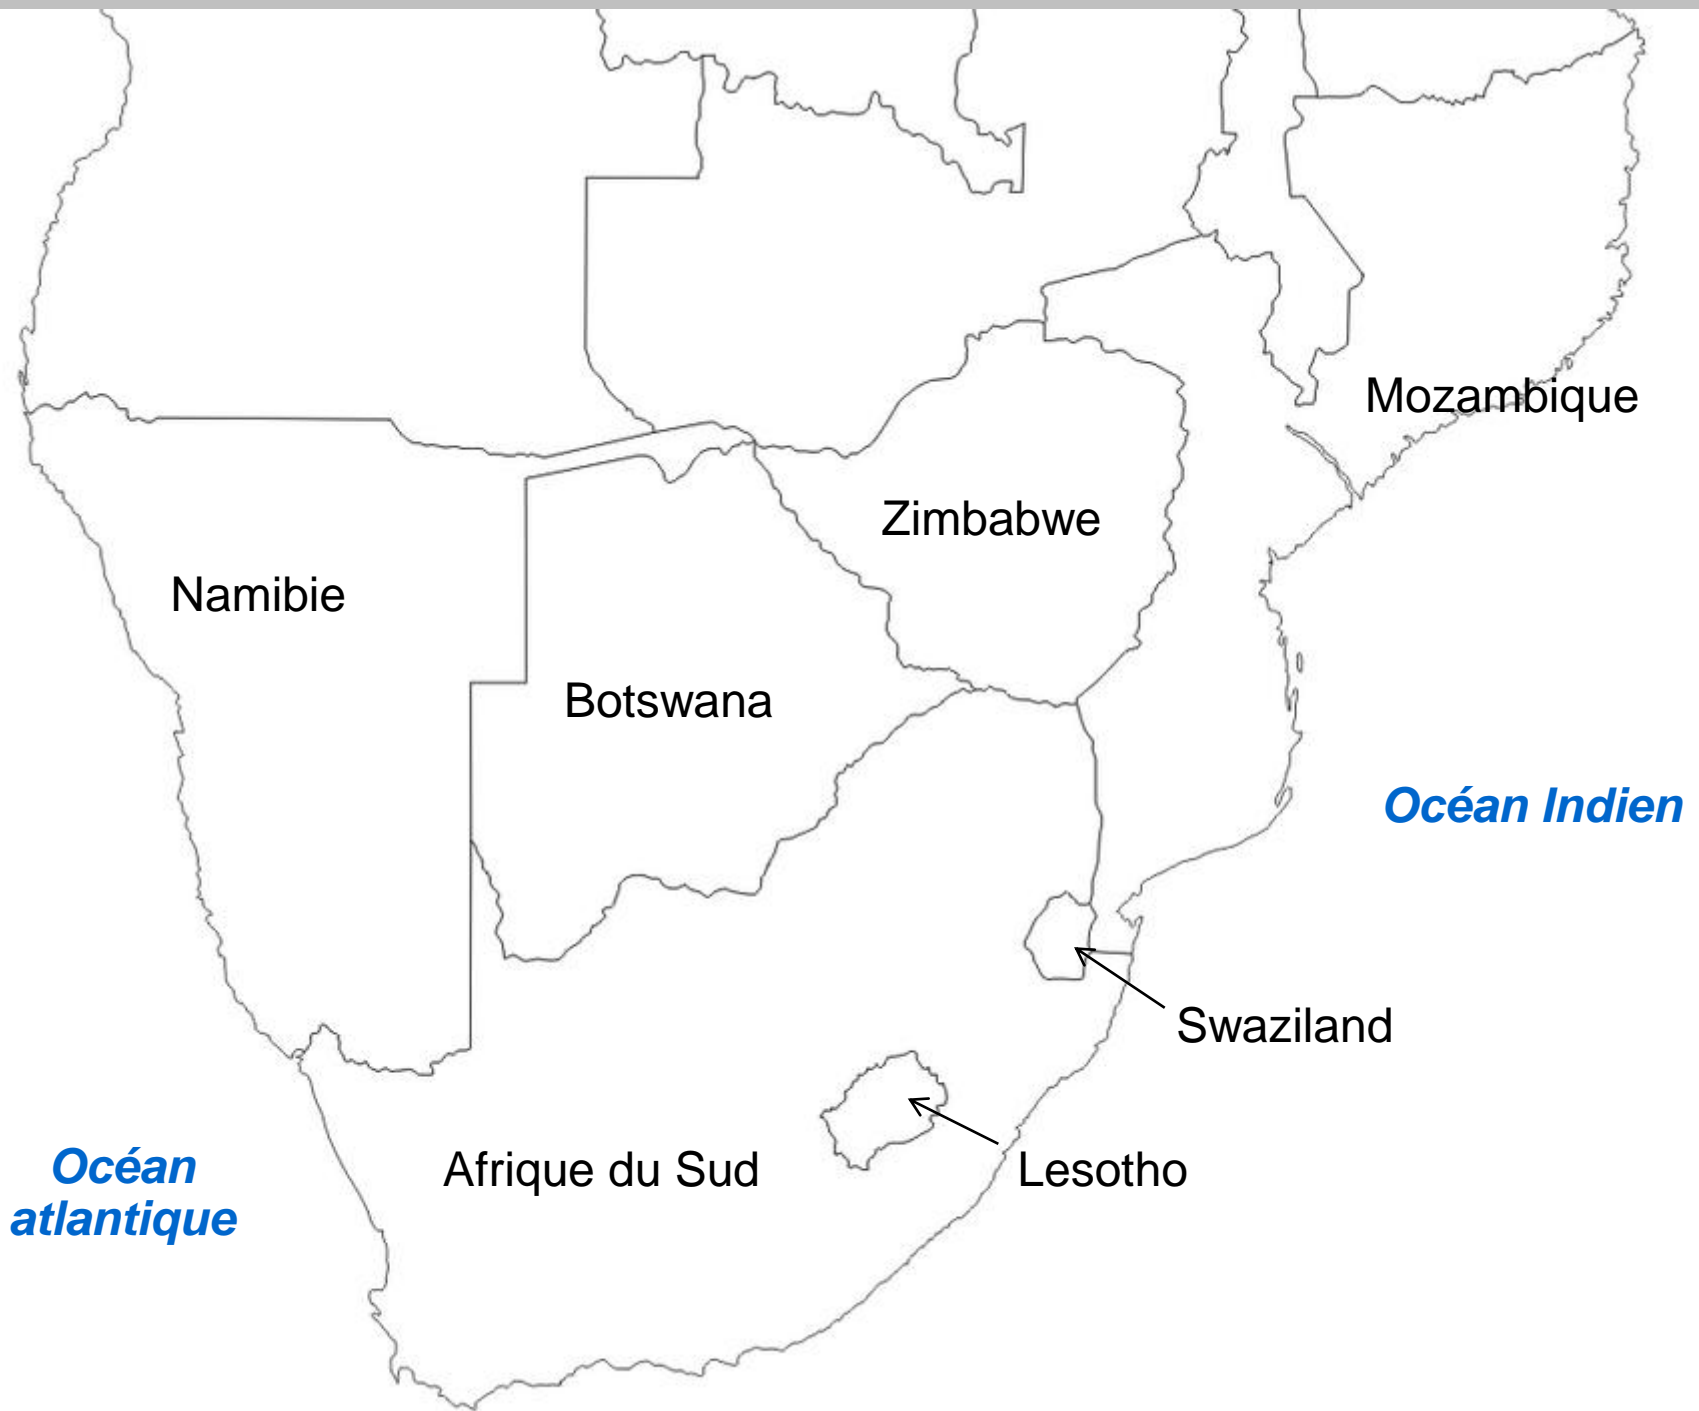 Mozambique
Zimbabwe
Namibie
Botswana
Océan Indien
Swaziland
Afrique du Sud
Lesotho
Océan
atlantique